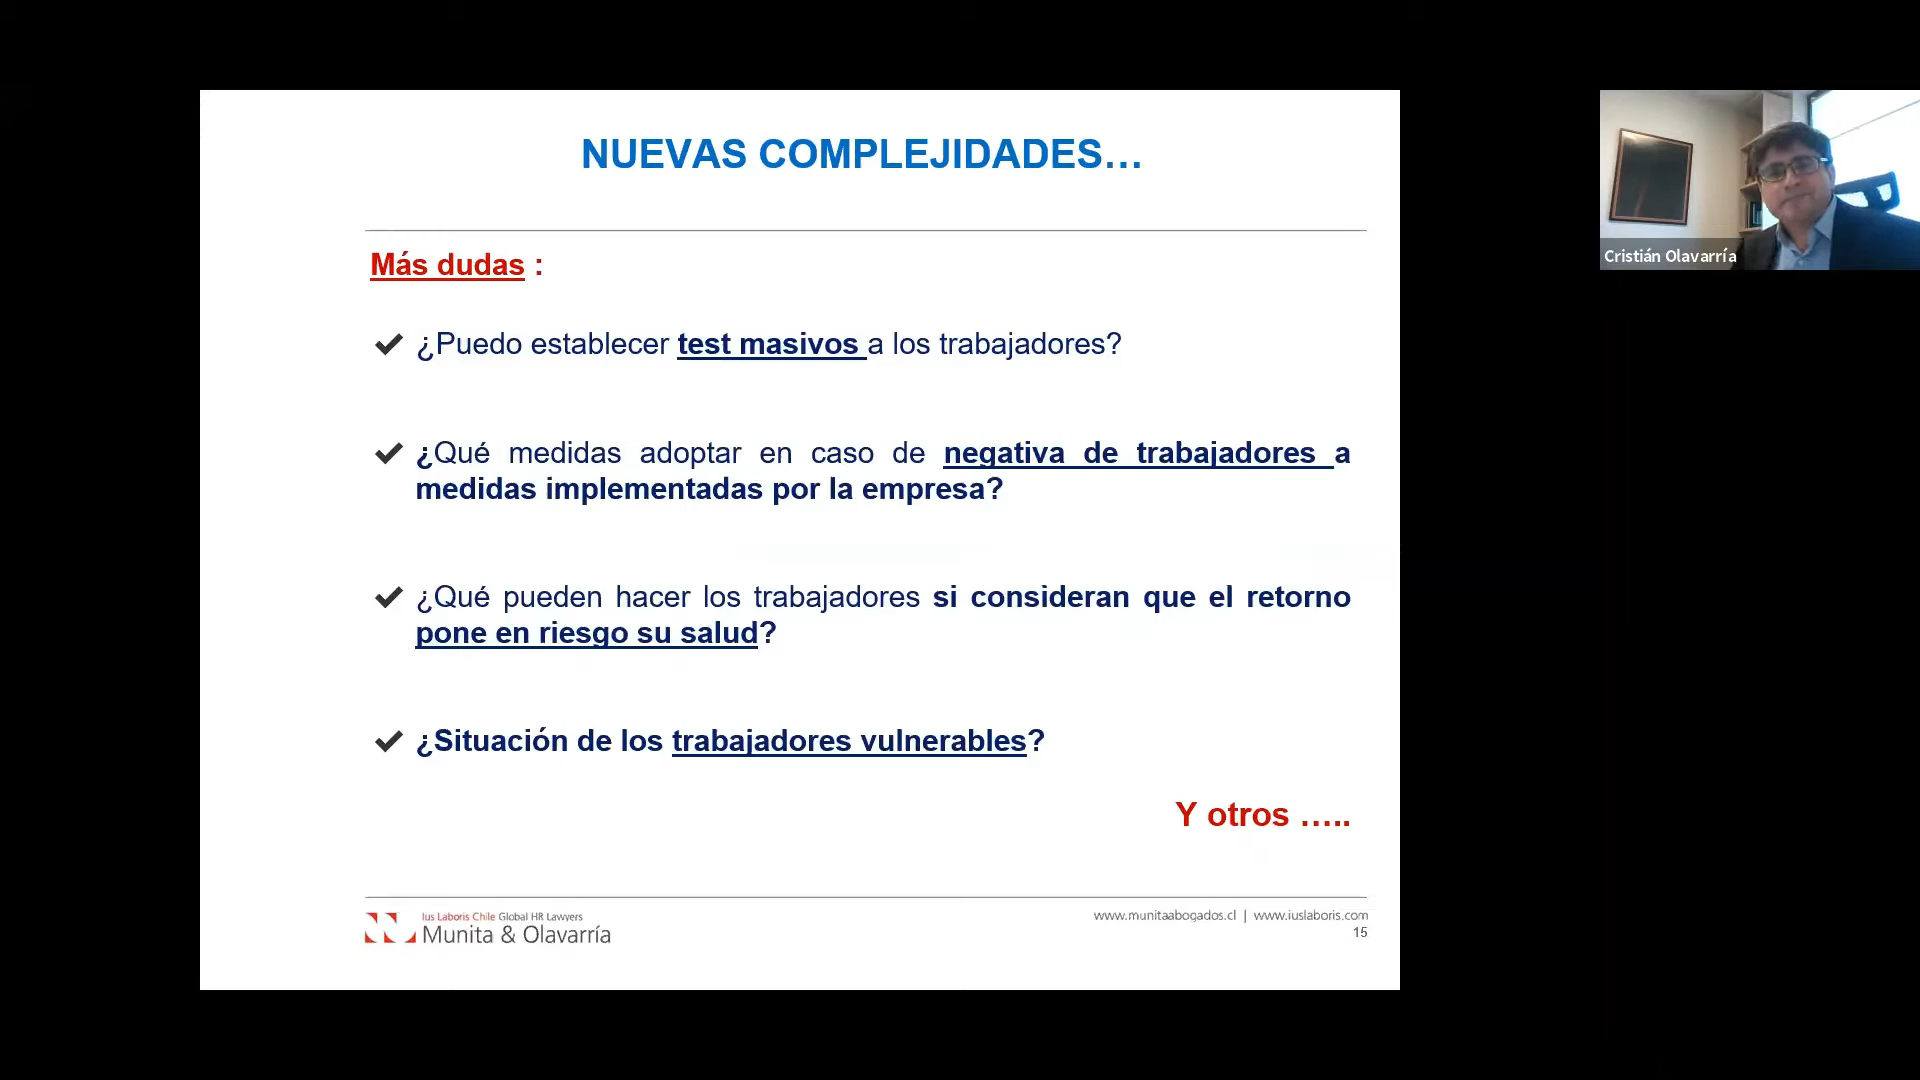 NUEVAS COMPLEJIDADES…
Más dudas :
¿Puedo establecer test masivos a los trabajadores?
¿Qué medidas adoptar en caso de negativa de trabajadores a
medidas implementadas por la empresa?
¿Qué pueden hacer los trabajadores si consideran que el retorno
pone en riesgo su salud?
¿Situación de los trabajadores vulnerables?
Y otros …..
Ius Laboris Chile Global HR Lawyers
Munita & Olavarría
www.munitaabogados.cl | www.iuslaboris.com
15
Cristián Olavarría